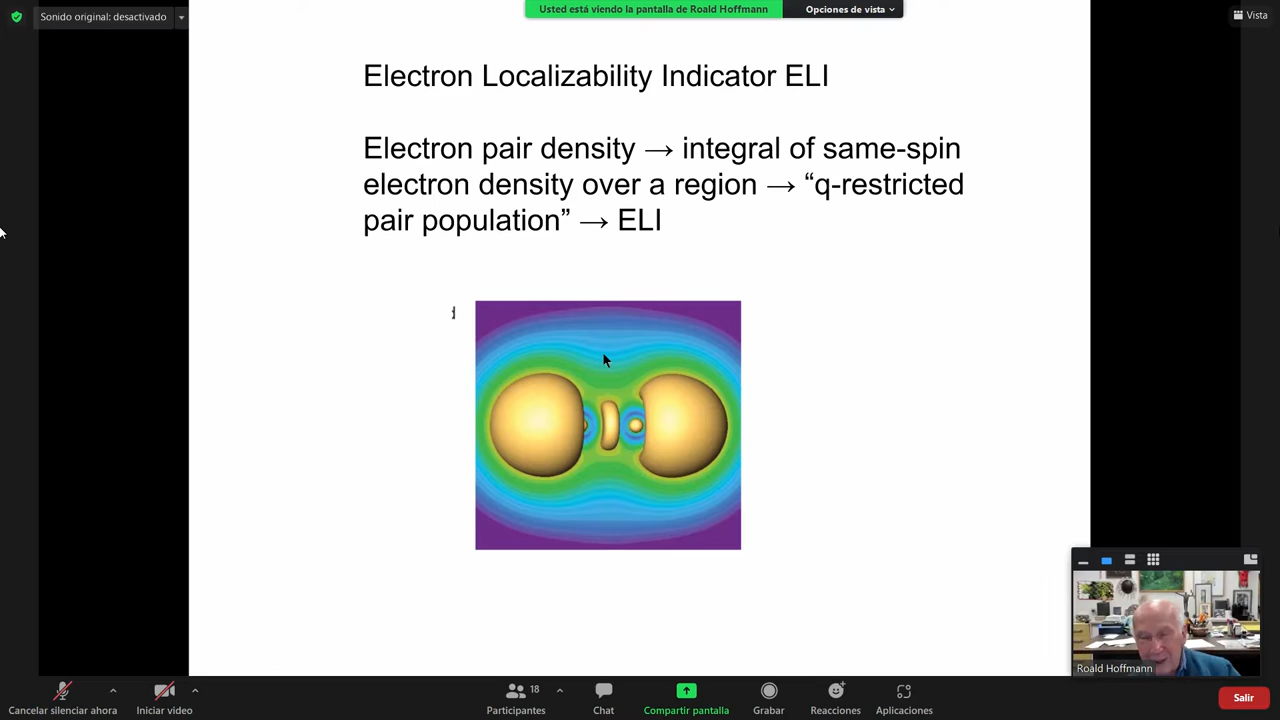 Sonido original: desactivado
Usted está viendo la pantalla de Roald Hoffmann
Opciones de vista
Vista
Electron Localizability Indicator ELI
Electron pair density → integral of same-spin
electron density over a region → “q-restricted
pair population” → ELI
Roald Hoffmann
Cancelar silenciar ahora
Iniciar video
18
Participantes
Chat
Compartir pantalla
Grabar
Reacciones
Aplicaciones
Salir